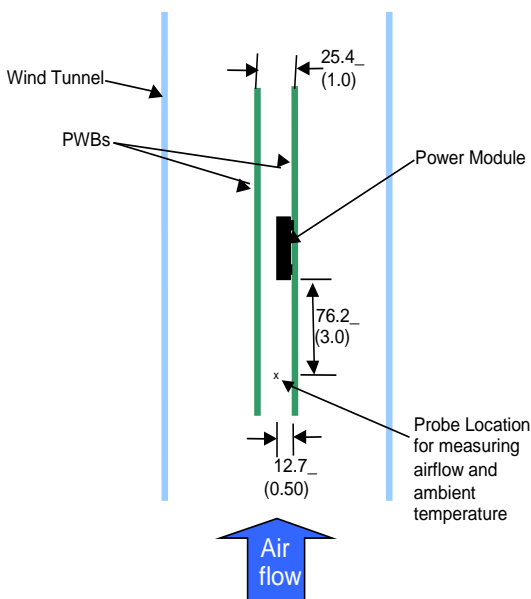 25.4_
(1.0)
Wind Tunnel
PWBs
Power Module
76.2_
(3.0)
x
Probe Location
for measuring
airflow and
ambient
temperature
12.7_
(0.50)
Air
flow